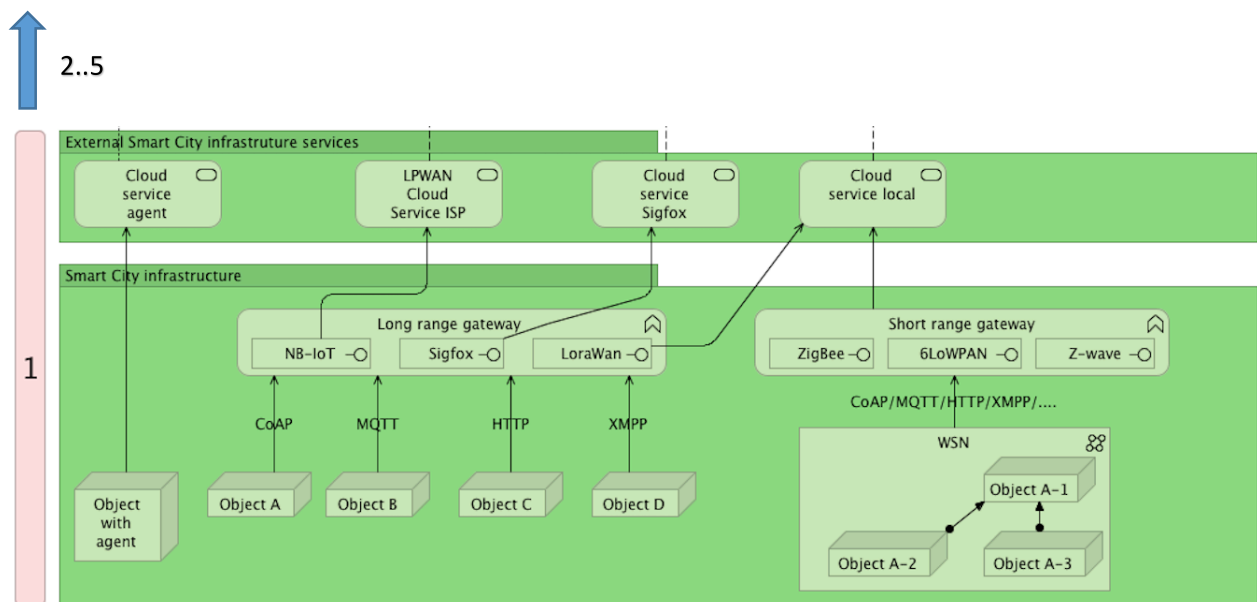 2..5
External Smart City infrastruture services
Cloud
service
agent
LPWAN
Cloud
Service ISP
Cloud
service
Sigfox
Cloud
service local
1
Smart City infrastructure
Long range gateway
NB-IoT
Sigfox
LoraWan
Short range gateway
ZigBee
6LoWPAN
Z-wave
CoAP
MQTT
HTTP
XMPP
CoAP/MQTT/HTTP/XMPP/....
WSN
Object
with
agent
Object A
Object B
Object C
Object D
Object A-1
Object A-2
Object A-3